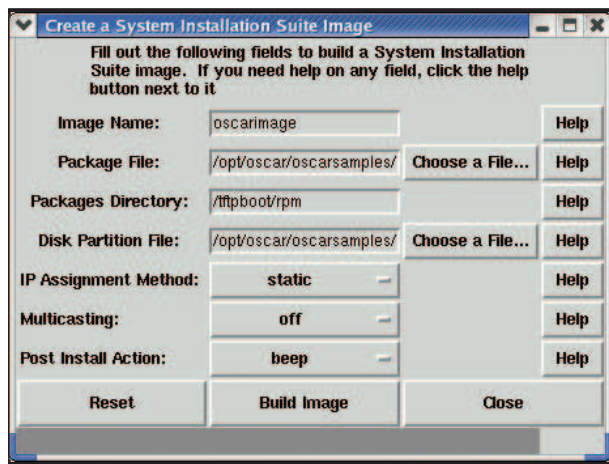 Create a System Installation Suite Image
Fill out the following fields to build a System Installation
Suite image. If you need help on any field, click the help
button next to it
Image Name: oscarimage Help
Package File: /opt/oscar/oscarsamples/ Choose a File... Help
Packages Directory: /tftpboot/rpm Help
Disk Partition File: /opt/oscar/oscarsamples/ Choose a File... Help
IP Assignment Method: static Help
Multicasting: off Help
Post Install Action: beep Help
Reset Build Image Close